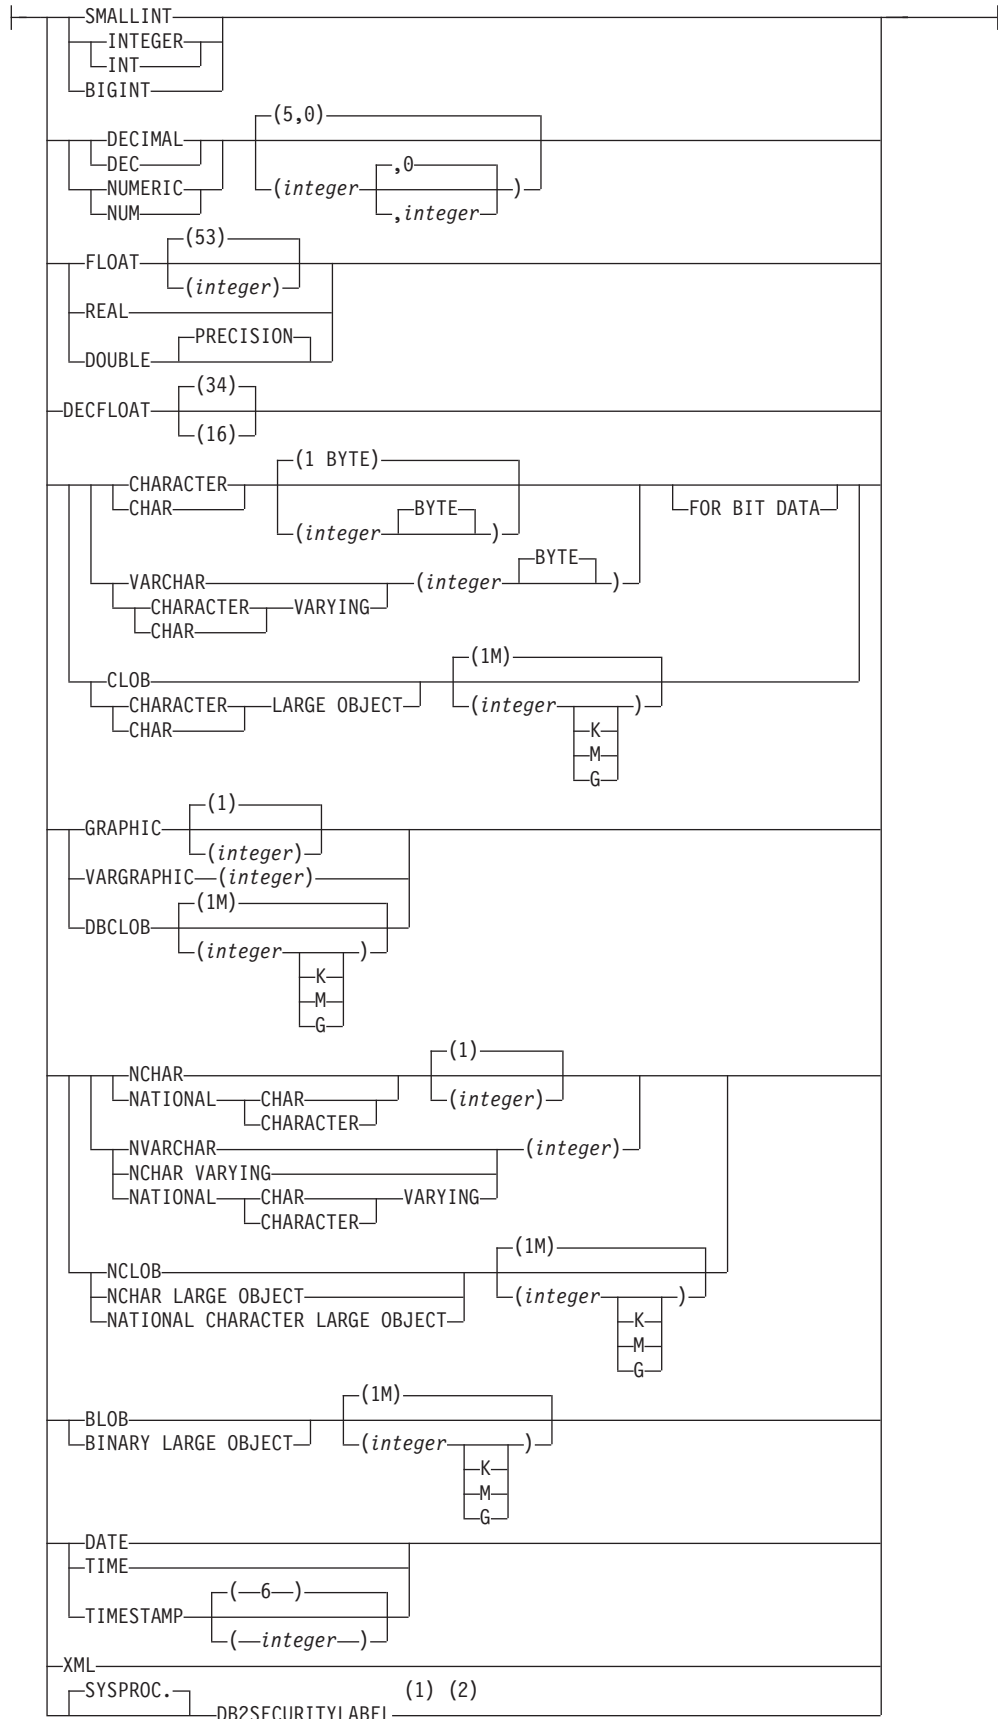 SMALLINT
INTEGER
INT
BIGINT
(5,0)
DECIMAL
DEC
,0
NUMERIC
(integer )
NUM
,integer
(53)
FLOAT
(integer)
REAL
PRECISION
DOUBLE
(34)
DECFLOAT
(16)
(1 BYTE)
CHARACTER
CHAR
BYTE
FOR BIT DATA
(integer )
BYTE
VARCHAR
(integer )
CHARACTER VARYING
CHAR
(1M)
CLOB
CHARACTER LARGE OBJECT
(integer )
CHAR
K
M
G
(1)
GRAPHIC
(integer)
VARGRAPHIC (integer)
(1M)
DBCLOB
(integer )
K
M
G
(1)
NCHAR
NATIONAL CHAR
(integer)
CHARACTER
NVARCHAR
(integer)
NCHAR VARYING
NATIONAL CHAR VARYING
CHARACTER
(1M)
NCLOB
NCHAR LARGE OBJECT
(integer )
NATIONAL CHARACTER LARGE OBJECT
K
M
G
(1M)
BLOB
BINARY LARGE OBJECT
(integer )
K
M
G
DATE
TIME
( 6 )
TIMESTAMP
( integer )
XML
SYSPROC.
(1) (2)
DB2SECURITYLABEL